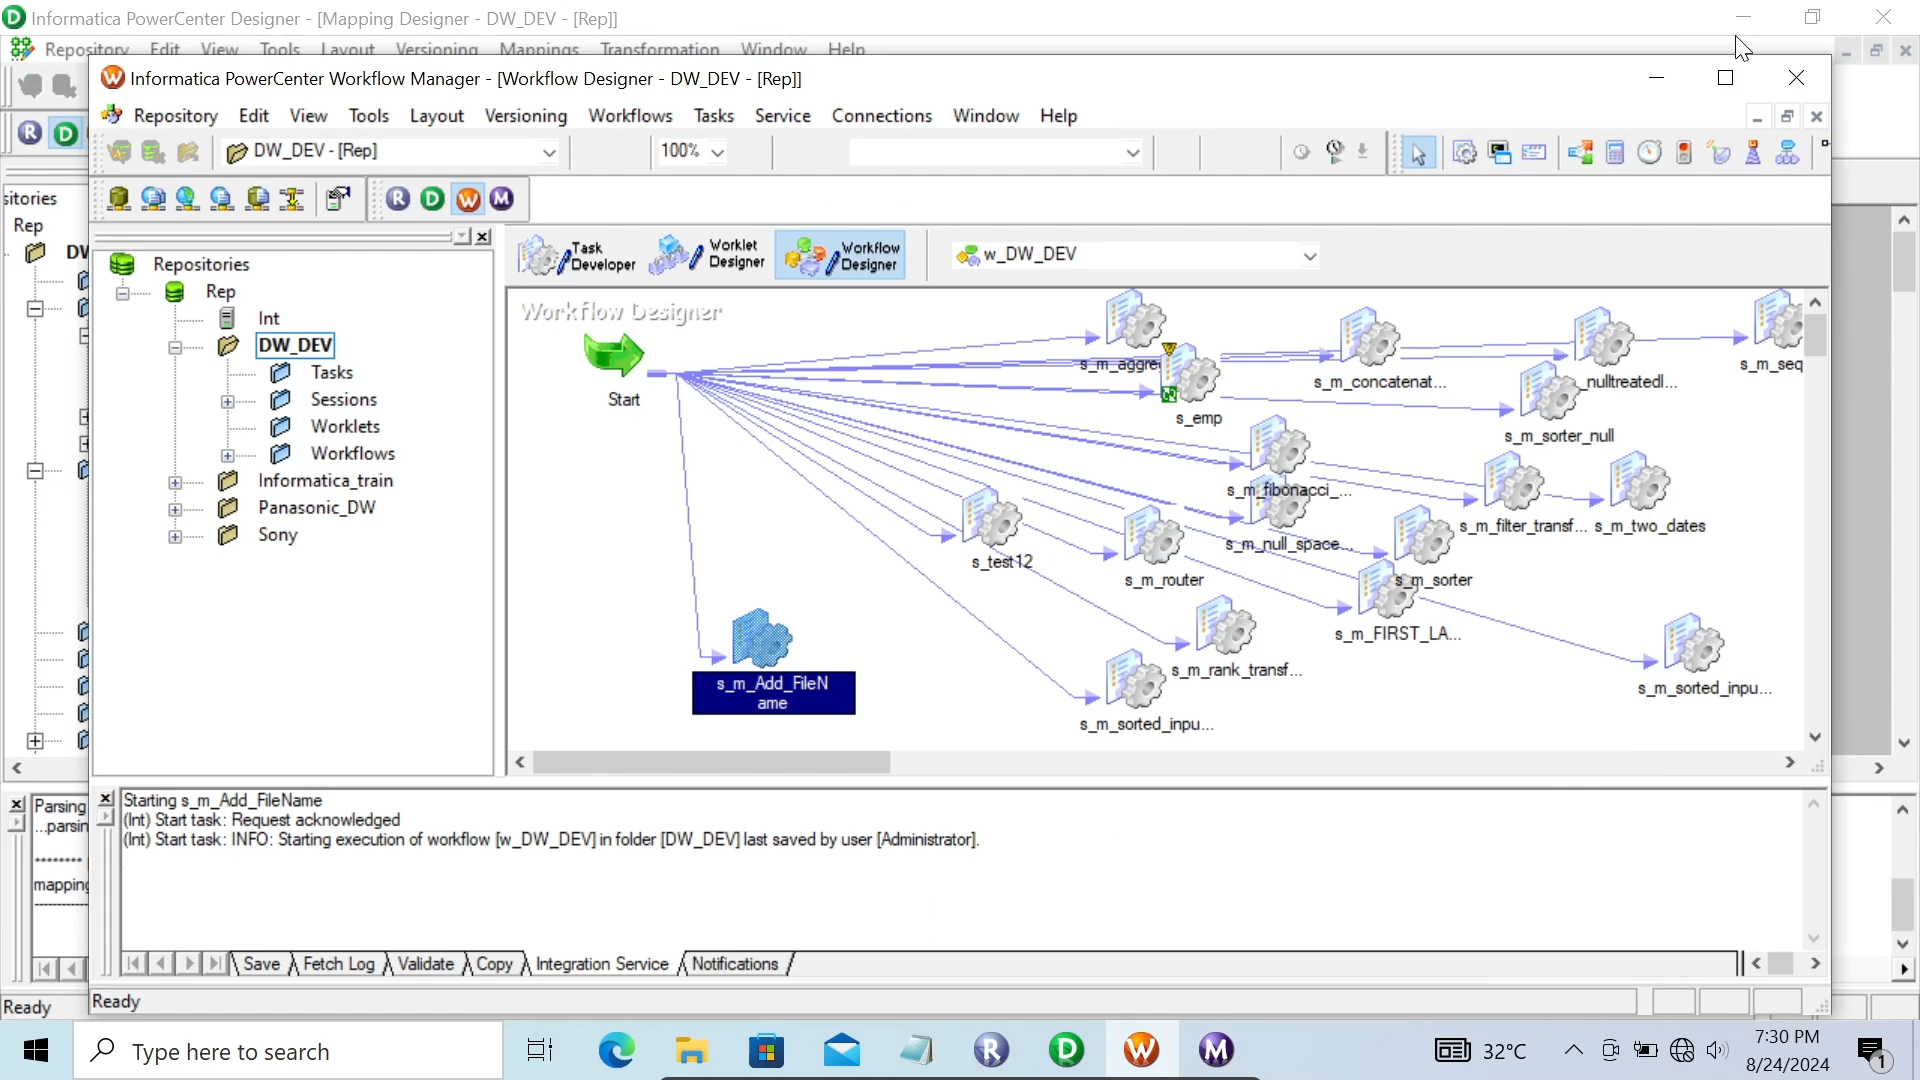 Informatica PowerCenter Designer - [Mapping Designer - DW_DEV - [Rep]]
Repository Edit View Tools Layout Versioning Mappings Transformation Window Help
Informatica PowerCenter Workflow Manager - [Workflow Designer - DW_DEV - [Rep]]
Repository Edit View Tools Layout Versioning Workflows Tasks Service Connections Window Help
DW_DEV - [Rep]
100%
R D W M
R D
sitories
Rep
DW
Repositories
Rep
Int
DW_DEV
Tasks
Sessions
Worklets
Workflows
Informatica_train
Panasonic_DW
Sony
Task Developer
Worklet Designer
Workflow Designer
w_DW_DEV
Workflow Designer
Start
s_m_aggre
s_emp
s_m_concatenat...
_nulltreatedl...
s_m_seq
s_m_sorter_null
s_m_fibonacci_...
s_m_filter_transf...
s_m_two_dates
s_m_null_space...
s_test12
s_m_router
s_m_sorter
s_m_FIRST_LA...
s_m_rank_transf...
s_m_Add_FileN
ame
s_m_sorted_inpu...
s_m_sorted_inpu...
Parsing
...parsin
********
mapping
Starting s_m_Add_FileName
(Int) Start task: Request acknowledged
(Int) Start task: INFO: Starting execution of workflow [w_DW_DEV] in folder [DW_DEV] last saved by user [Administrator].
Save Fetch Log Validate Copy Integration Service Notifications
Ready
Ready
Type here to search
R D W M
32°C
7:30 PM
8/24/2024
1